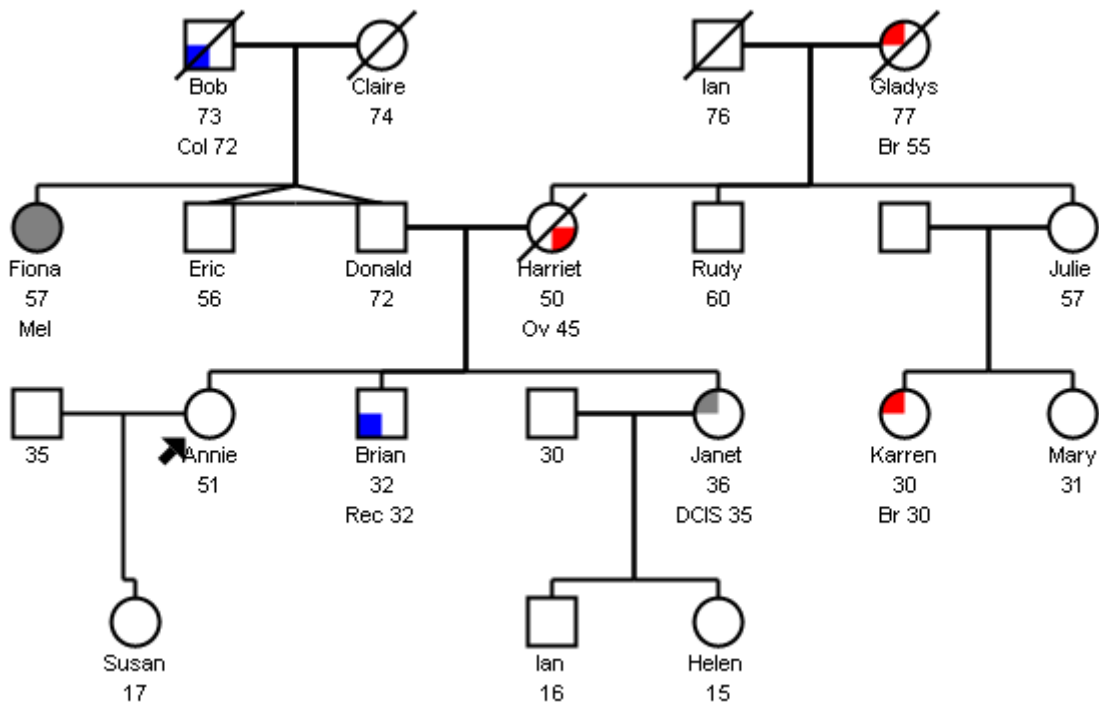 Bob Claire Ian Gladys
73 74 76 77
Col 72 Br 55
Fiona Eric Donald Harriet Rudy Julie
57 56 72 50 60 57
Mel Ov 45
35 Annie Brian 30 Janet Karren Mary
51 32 36 30 31
Rec 32 DCIS 35 Br 30
Susan Ian Helen
17 16 15